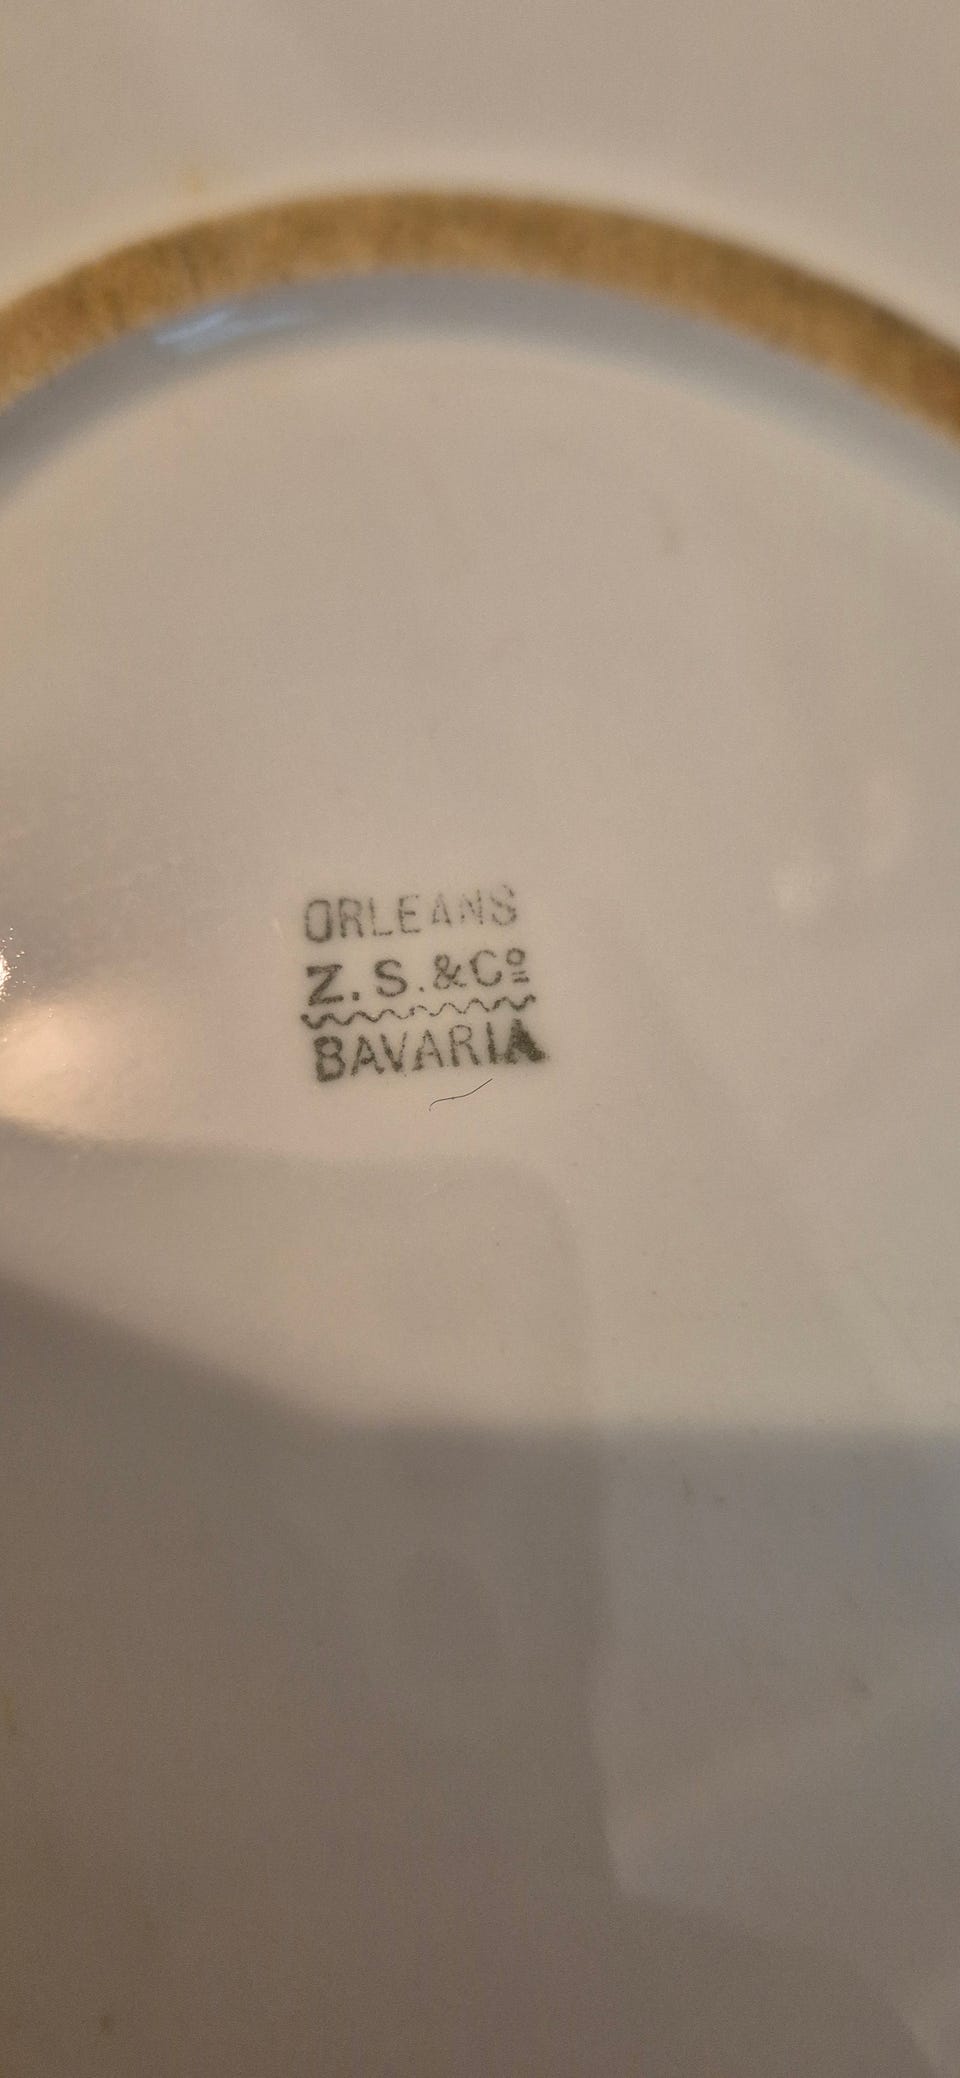 ORLEANS
Z. S. & Cº
BAVARIA